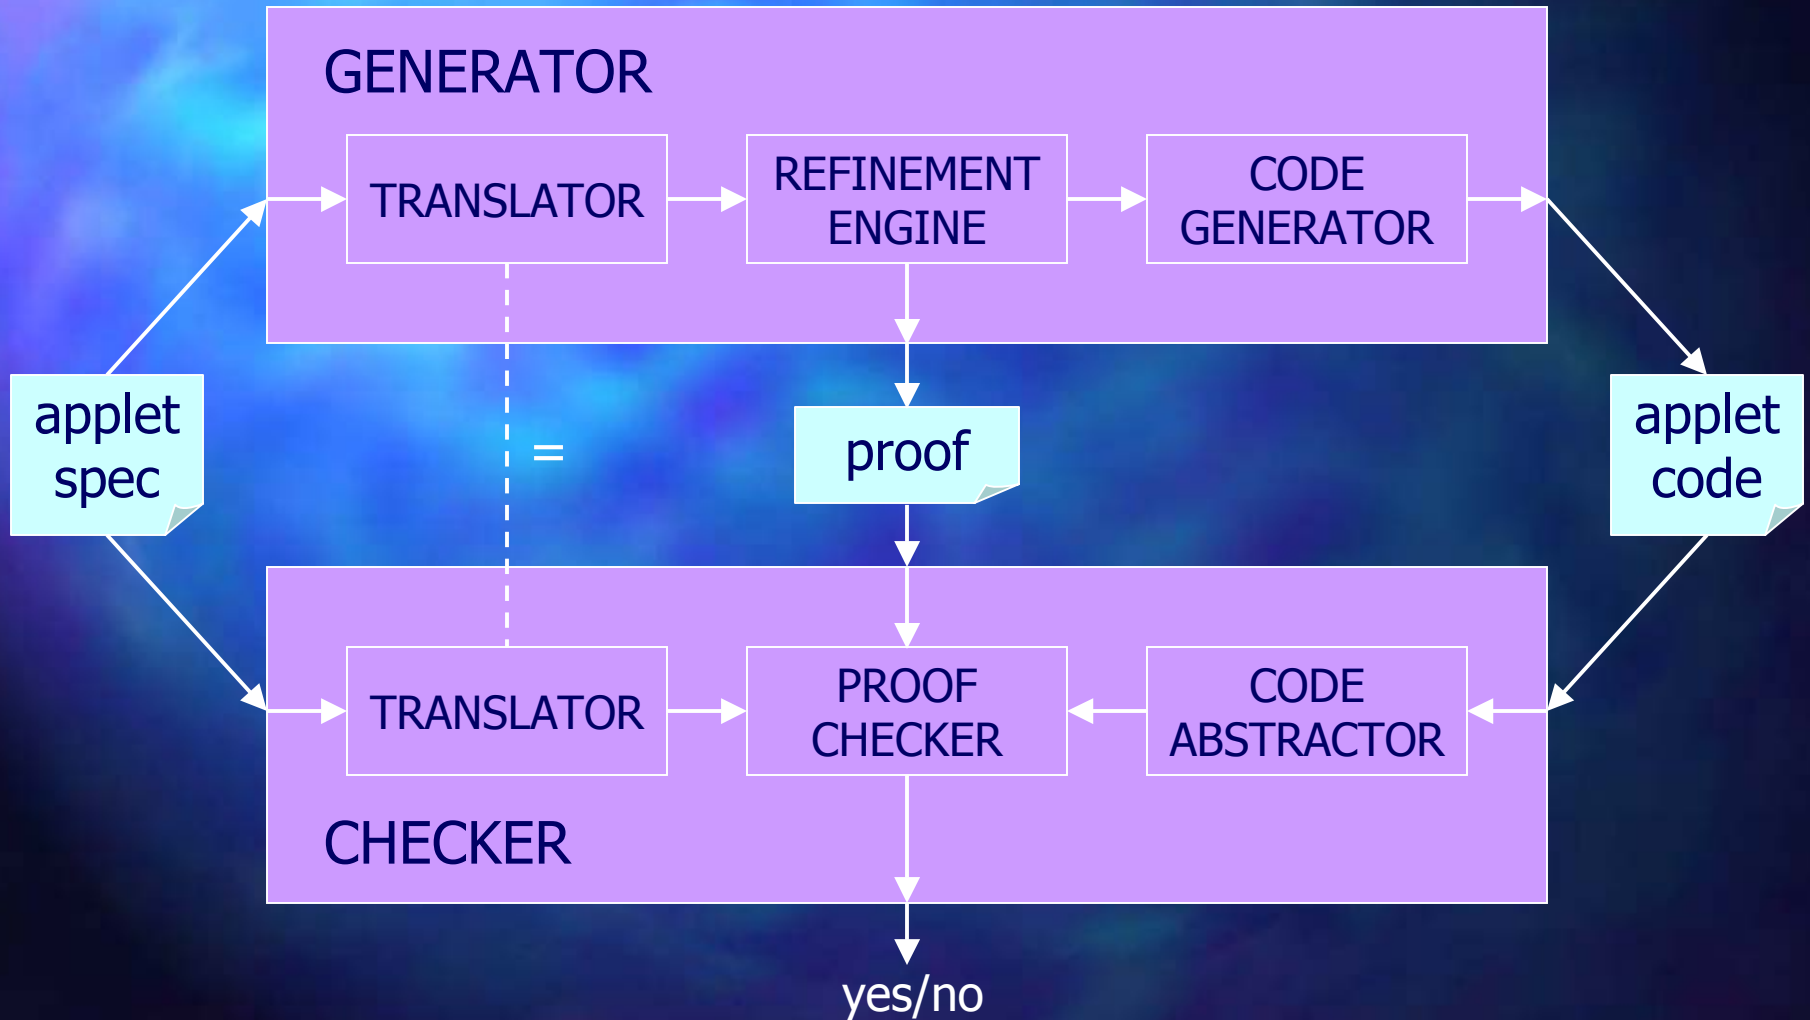 GENERATOR
TRANSLATOR
REFINEMENT
ENGINE
CODE
GENERATOR
applet
spec
=
proof
applet
code
TRANSLATOR
PROOF
CHECKER
CODE
ABSTRACTOR
CHECKER
yes/no